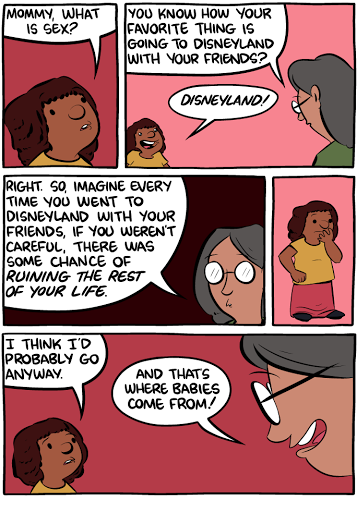 MOMMY, WHAT
IS SEX?
YOU KNOW HOW YOUR
FAVORITE THING IS
GOING TO DISNEYLAND
WITH YOUR FRIENDS?
DISNEYLAND!
RIGHT. SO, IMAGINE EVERY
TIME YOU WENT TO
DISNEYLAND WITH YOUR
FRIENDS, IF YOU WEREN'T
CAREFUL, THERE WAS
SOME CHANCE OF
RUINING THE REST
OF YOUR LIFE.
I THINK I'D
PROBABLY GO
ANYWAY.
AND THATS
WHERE BABIES
COME FROM!